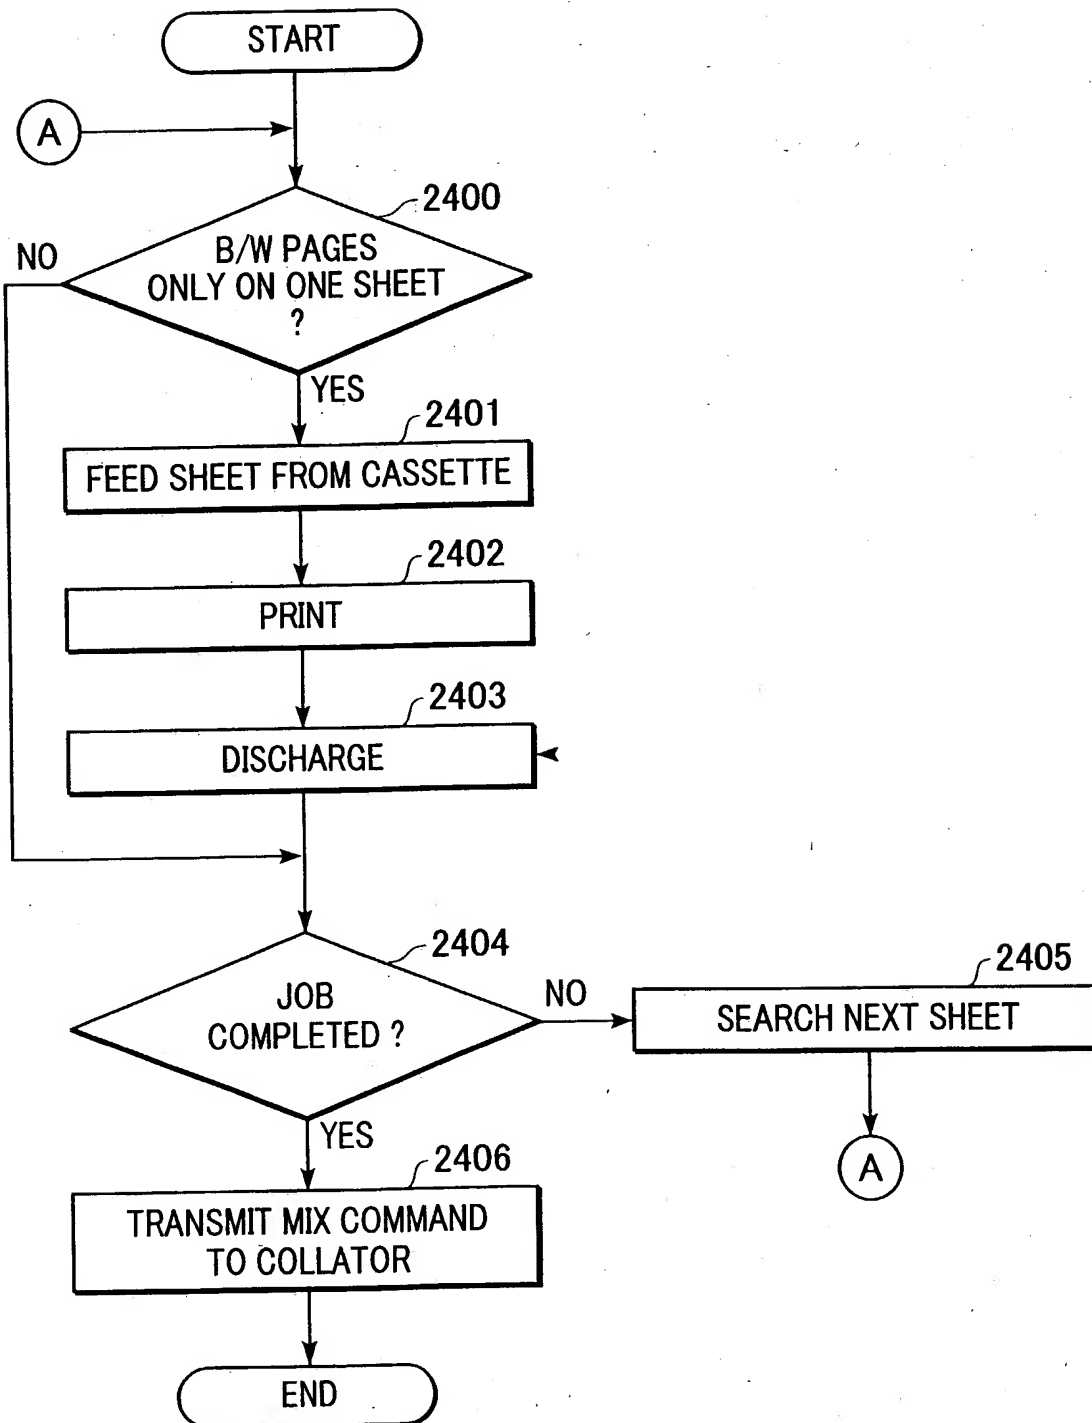 START
A
2400
NO
B/W PAGES
ONLY ON ONE SHEET
?
YES
2401
FEED SHEET FROM CASSETTE
2402
PRINT
2403
DISCHARGE
2404
JOB
COMPLETED ?
NO
2405
SEARCH NEXT SHEET
A
YES
2406
TRANSMIT MIX COMMAND
TO COLLATOR
END